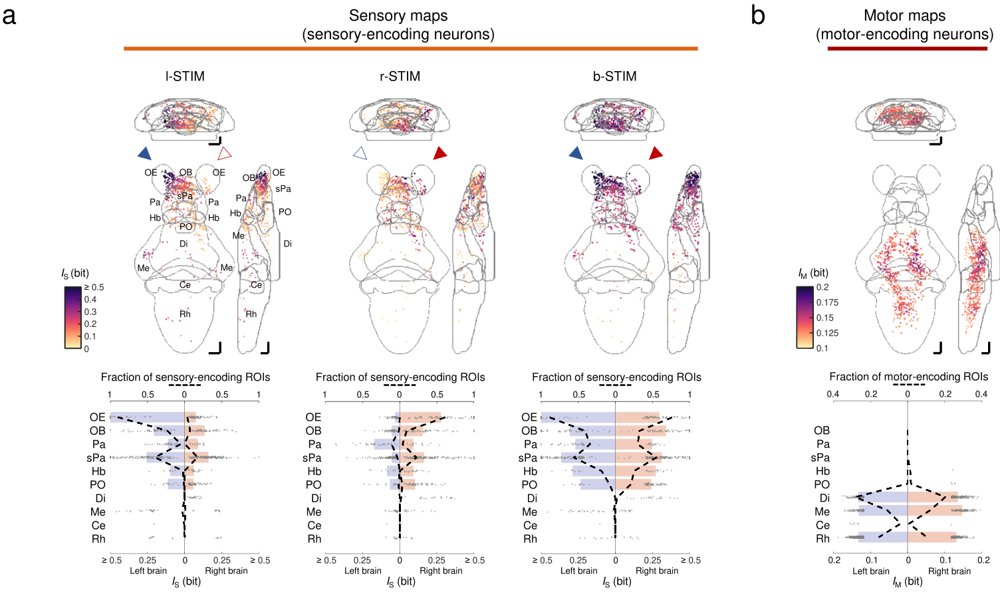 a
Sensory maps
(sensory-encoding neurons)
b
Motor maps
(motor-encoding neurons)
l-STIM
r-STIM
b-STIM
OE
OB
OE
OB
OE
sPa
sPa
Pa
Pa
Pa
Hb
Hb
Hb
PO
PO
Me
Di
Di
Me
Me
Ce
Ce
Rh
Rh
IS (bit)
≥ 0.5
0.4
0.3
0.2
0.1
0
IM (bit)
0.2
0.175
0.15
0.125
0.1
Fraction of sensory-encoding ROIs
1 0.5 0 0.5 1
OE
OB
Pa
sPa
Hb
PO
Di
Me
Ce
Rh
≥ 0.5 0.25 0 0.25 ≥ 0.5
Left brain Right brain
IS (bit)
Fraction of sensory-encoding ROIs
1 0.5 0 0.5 1
OE
OB
Pa
sPa
Hb
PO
Di
Me
Ce
Rh
≥ 0.5 0.25 0 0.25 ≥ 0.5
Left brain Right brain
IS (bit)
Fraction of sensory-encoding ROIs
1 0.5 0 0.5 1
OE
OB
Pa
sPa
Hb
PO
Di
Me
Ce
Rh
≥ 0.5 0.25 0 0.25 ≥ 0.5
Left brain Right brain
IS (bit)
Fraction of motor-encoding ROIs
0.4 0.2 0 0.2 0.4
OB
Pa
sPa
Hb
PO
Di
Me
Ce
Rh
0.2 0.1 0 0.1 0.2
Left brain Right brain
IM (bit)